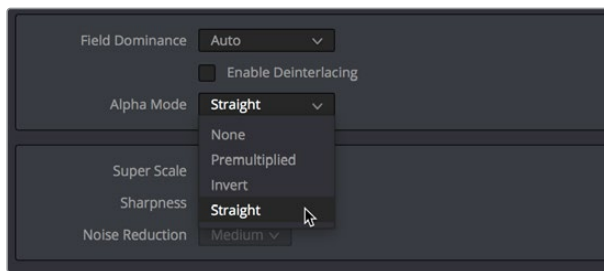 Field Dominance Auto
Enable Deinterlacing
Alpha Mode Straight
None
Premultiplied
Super Scale
Invert
Sharpness Straight
Noise Reduction Medium